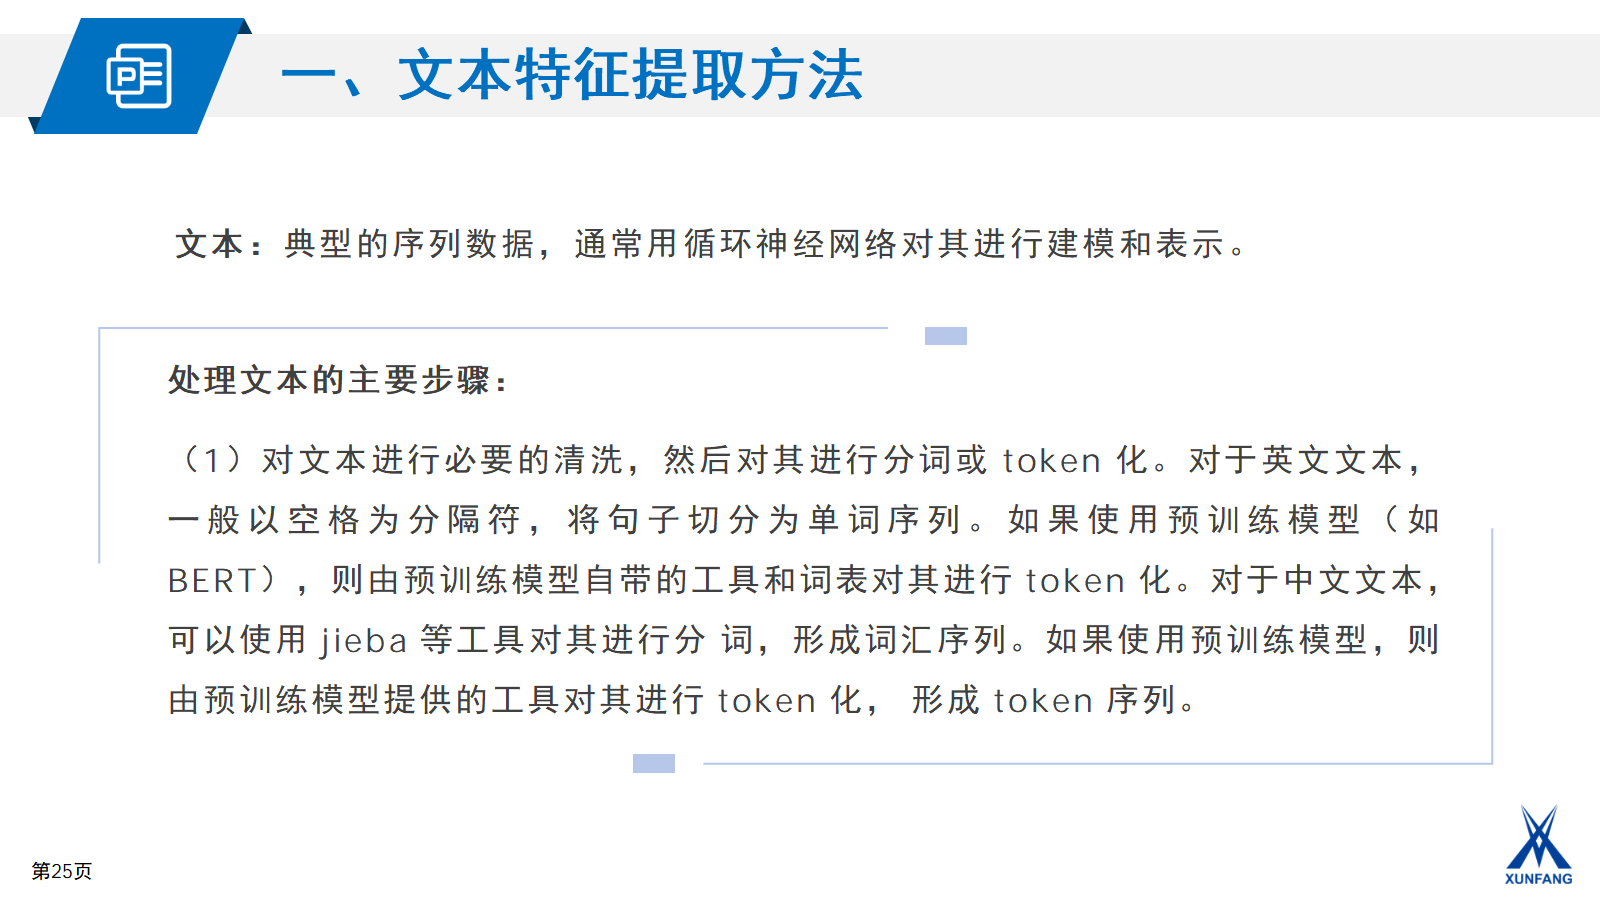 一、文本特征提取方法
文本：典型的序列数据，通常用循环神经网络对其进行建模和表示。
处理文本的主要步骤：
（1）对文本进行必要的清洗，然后对其进行分词或 token 化。对于英文文本，
一般以空格为分隔符，将句子切分为单词序列。如果使用预训练模型（如
BERT），则由预训练模型自带的工具和词表对其进行 token 化。对于中文文本，
可以使用 jieba 等工具对其进行分 词，形成词汇序列。如果使用预训练模型，则
由预训练模型提供的工具对其进行 token 化， 形成 token 序列。
第25页
XUNFANG